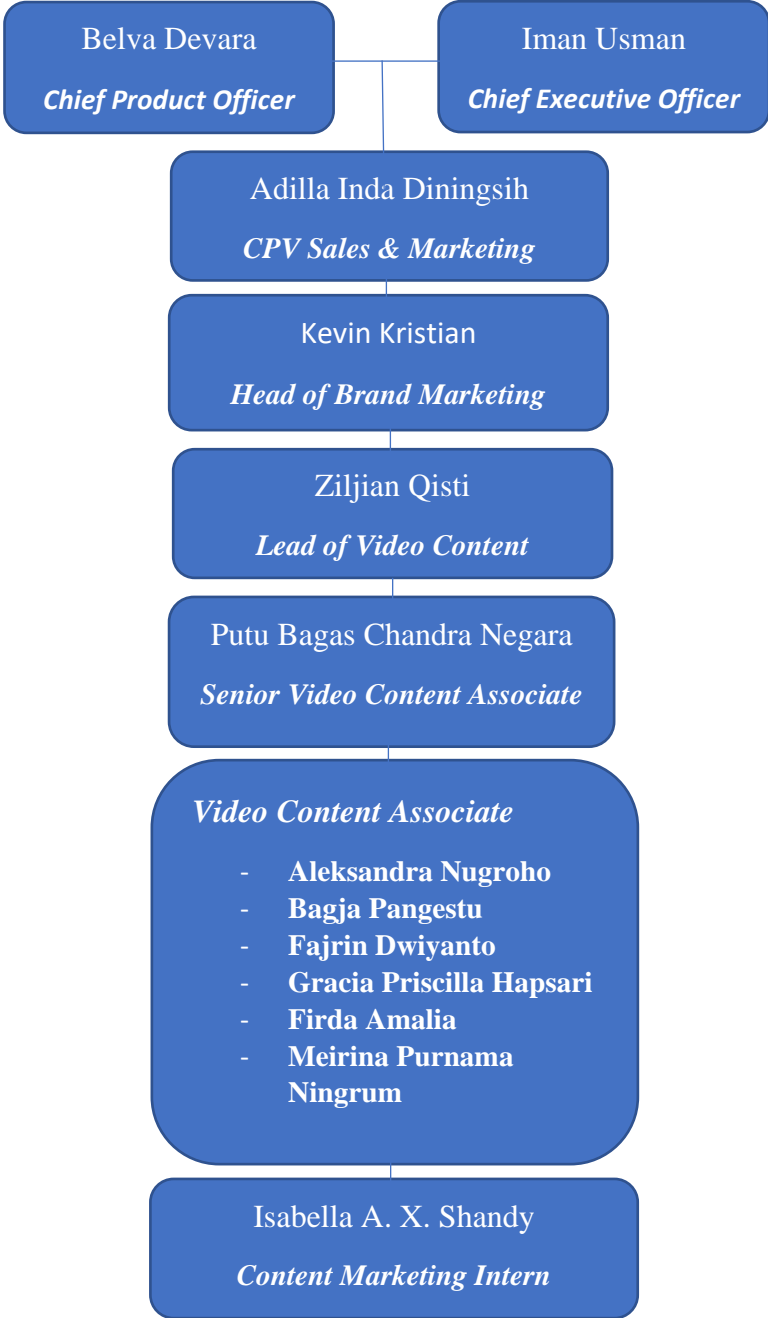 Belva Devara
Chief Product Officer
Iman Usman
Chief Executive Officer
Adilla Inda Diningsih
CPV Sales & Marketing
Kevin Kristian
Head of Brand Marketing
Ziljian Qisti
Lead of Video Content
Putu Bagas Chandra Negara
Senior Video Content Associate
Video Content Associate
- Aleksandra Nugroho
- Bagja Pangestu
- Fajrin Dwiyanto
- Gracia Priscilla Hapsari
- Firda Amalia
- Meirina Purnama
Ningrum
Isabella A. X. Shandy
Content Marketing Intern